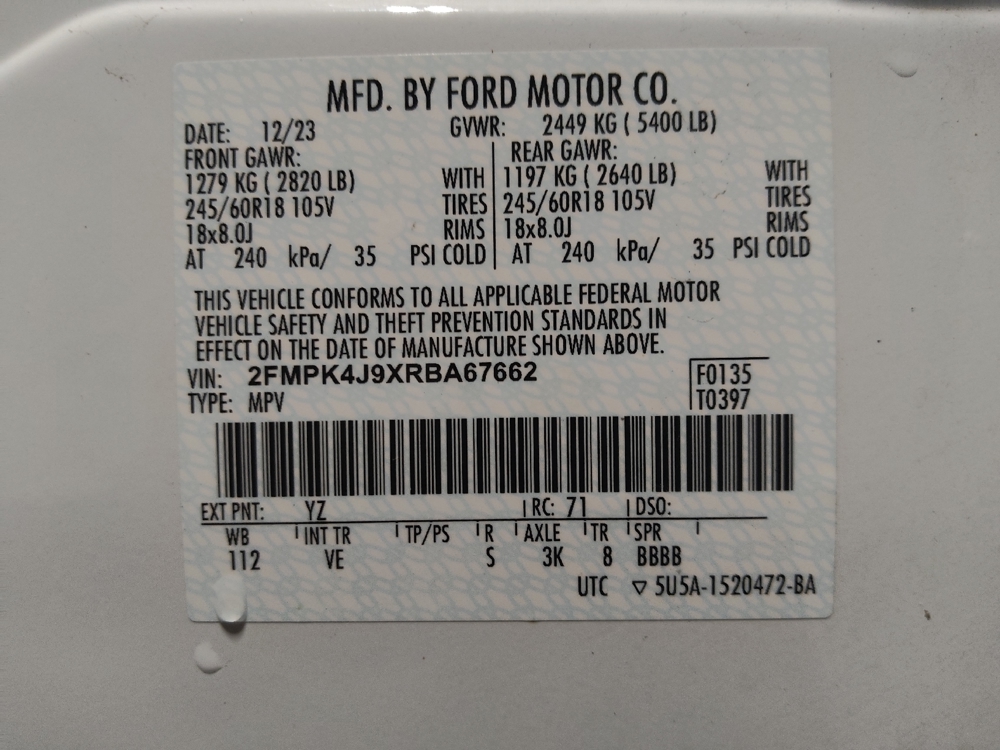 MFD. BY FORD MOTOR CO.
DATE: 12/23 GVWR: 2449 KG ( 5400 LB)
FRONT GAWR: REAR GAWR:
1279 KG ( 2820 LB) WITH 1197 KG ( 2640 LB) WITH
245/60R18 105V TIRES 245/60R18 105V TIRES
18x8.0J RIMS 18x8.0J RIMS
AT 240 kPa/ 35 PSI COLD AT 240 kPa/ 35 PSI COLD
THIS VEHICLE CONFORMS TO ALL APPLICABLE FEDERAL MOTOR
VEHICLE SAFETY AND THEFT PREVENTION STANDARDS IN
EFFECT ON THE DATE OF MANUFACTURE SHOWN ABOVE.
VIN: 2FMPK4J9XRBA67662 F0135
TYPE: MPV T0397
EXT PNT: YZ RC: 71 DSO:
WB INT TR TP/PS R AXLE TR SPR
112 VE S 3K 8 BBBB
UTC ▽ 5U5A-1520472-BA